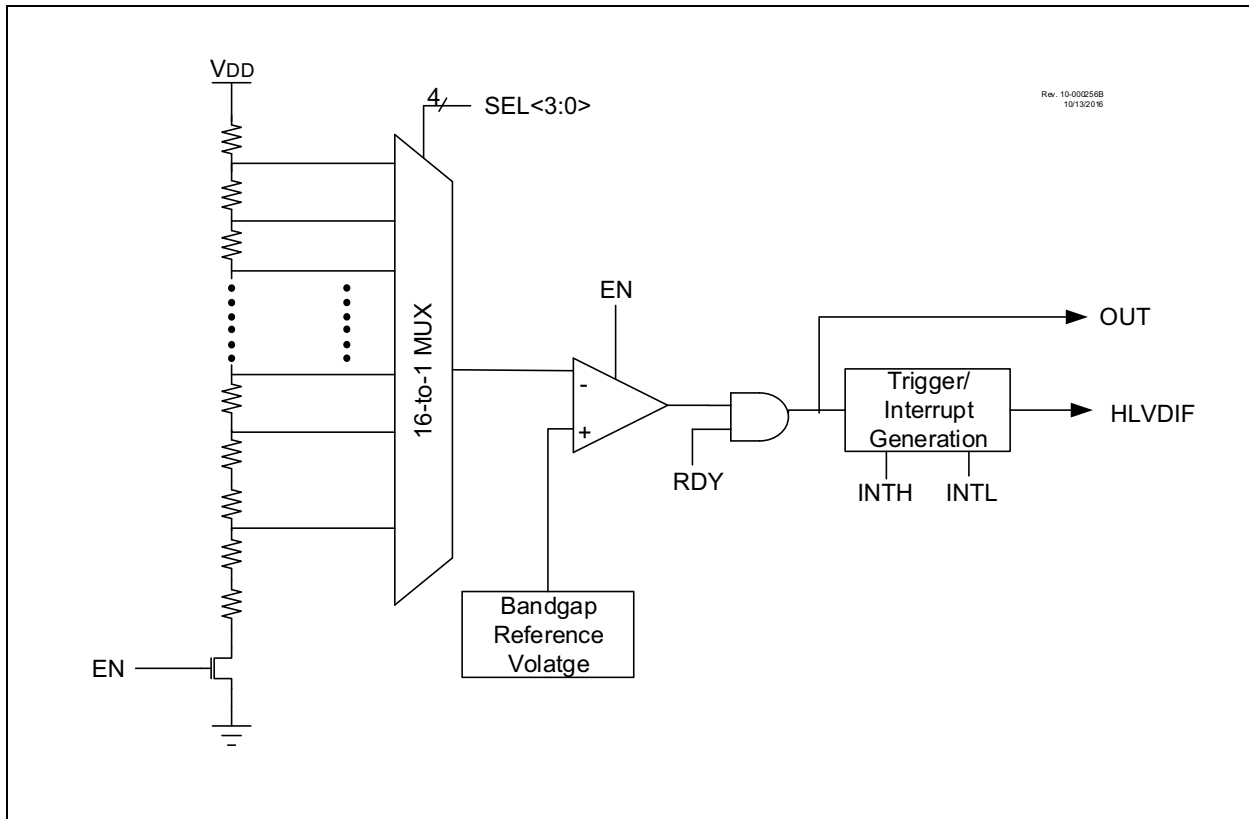 VDD
4
SEL<3:0>
Rev. 10-000256B
10/13/2016
16-to-1 MUX
EN
-
+
RDY
OUT
Trigger/
Interrupt
Generation
HLVDIF
INTH
INTL
Bandgap
Reference
Volatge
EN